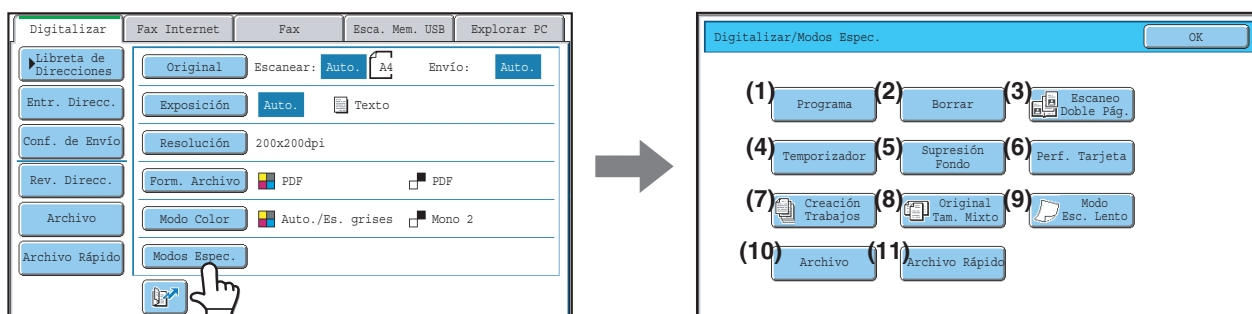 Digitalizar
Fax Internet
Fax
Esca. Mem. USB
Explorar PC
Libreta de
Direcciones
Entr. Direcc.
Conf. de Envío
Rev. Direcc.
Archivo
Archivo Rápido
Original
Escanear:
Auto.
A4
Envío:
Auto.
Exposición
Auto.
Texto
Resolución
200x200dpi
Form. Archivo
PDF
PDF
Modo Color
Auto./Es. grises
Mono 2
Modos Espec.
Digitalizar/Modos Espec.
OK
(1)
Programa
(2)
Borrar
(3)
Escaneo
Doble Pág.
(4)
Temporizador
(5)
Supresión
Fondo
(6)
Perf. Tarjeta
(7)
Creación
Trabajos
(8)
Original
Tam. Mixto
(9)
Modo
Esc. Lento
(10)
Archivo
(11)
Archivo Rápido